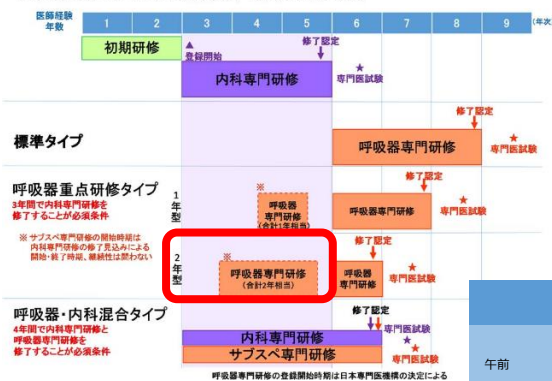 医師経験
年数
1 2 3 4 5 6 7 8 9 (年次
初期研修
▲
登録開始
修了認定
内科専門研修
★
専門医試験
標準タイプ
修了認定
呼吸器専門研修
★
専門医試験
呼吸器重点研修タイプ
3年間で内科専門研修を
修了することが必須条件
※ サブスペ専門研修の開始時期は
内科専門研修の修了見込みによる
開始・終了時期、継続性は問わない
1年型
※
呼吸器
専門研修
(合計1年相当)
修了認定
呼吸器専門研修
★
専門医試験
2年型
※
呼吸器専門研修
(合計2年相当)
修了認定
呼吸器
専門研修
★
専門医試験
呼吸器・内科混合タイプ
4年間で内科専門研修と
呼吸器専門研修を
修了することが必須条件
修了認定
内科専門研修
サブスペ専門研修
★
専門医試験
★
専門医試験
呼吸器専門研修の登録開始時期は日本専門医機構の決定による
午前